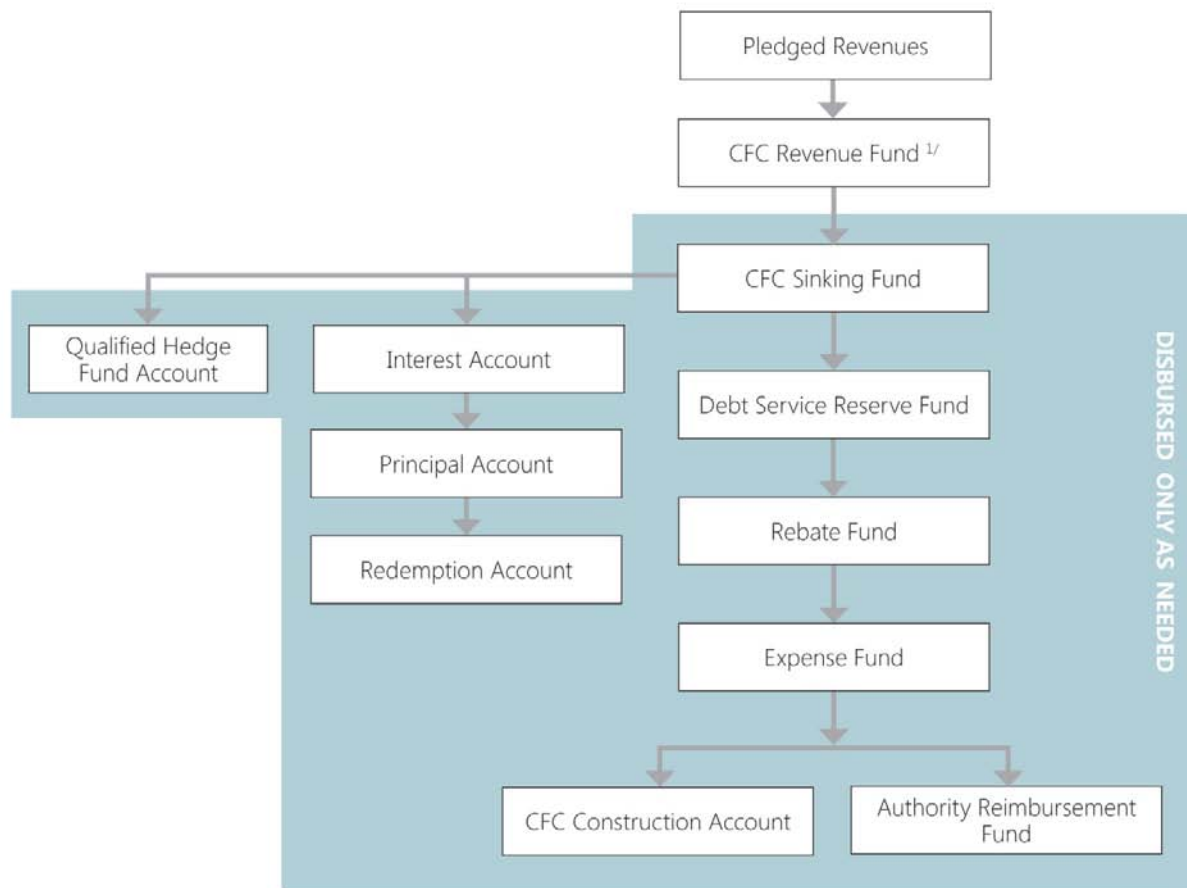 Pledged Revenues
CFC Revenue Fund 1/
CFC Sinking Fund
Qualified Hedge
Fund Account
Interest Account
Debt Service Reserve Fund
Principal Account
Rebate Fund
Redemption Account
Expense Fund
CFC Construction Account
Authority Reimbursement
Fund
DISBURSED ONLY AS NEEDED